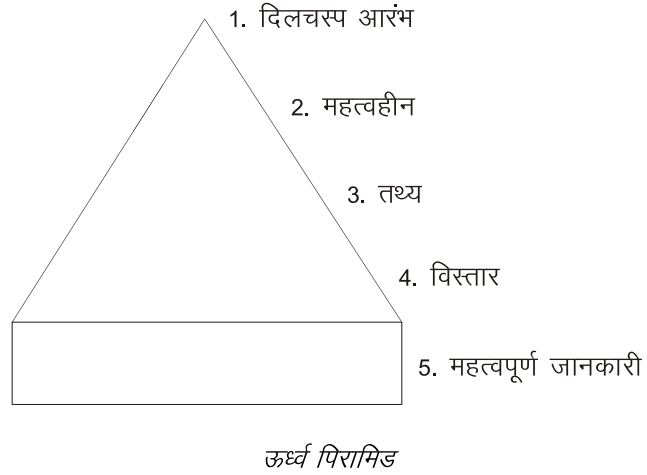 1. दिलचस्प आरंभ
2. महत्वहीन
3. तथ्य
4. विस्तार
5. महत्वपूर्ण जानकारी
ऊर्ध्व पिरामिड